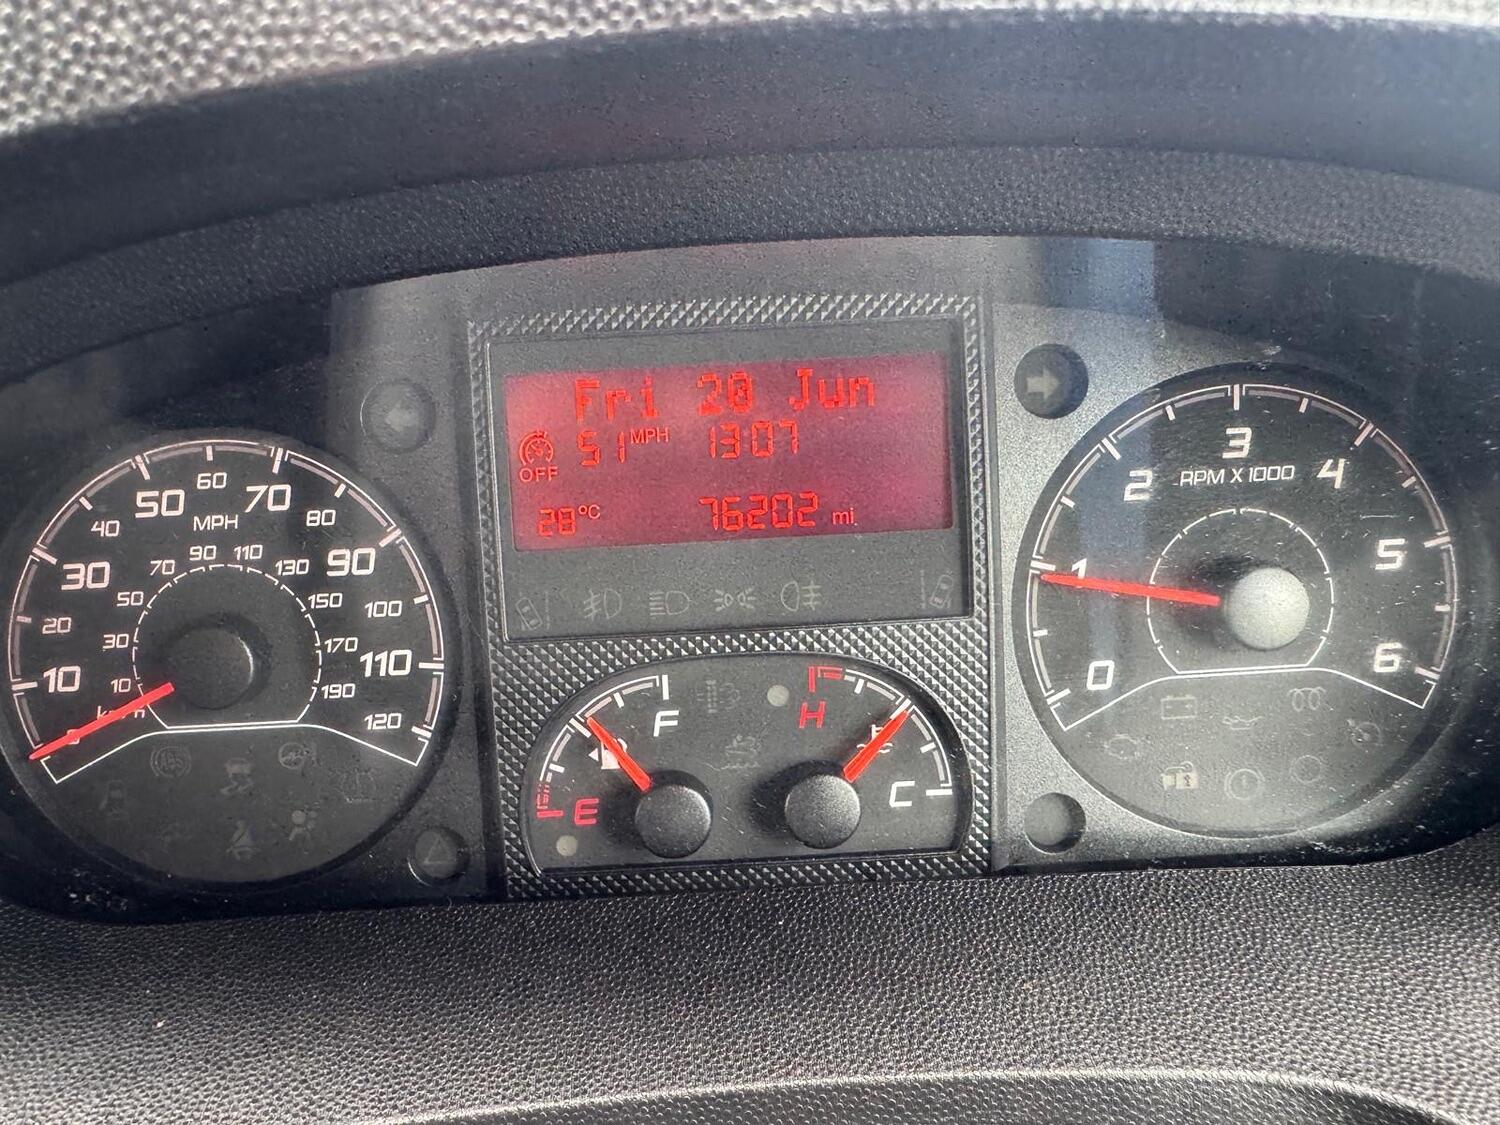 Fri 20 Jun
51 MPH 13:07
OFF
28°C 76202 mi
10 20 30 40 50 60 70 80 90 100 110 120
MPH
10 30 50 70 90 110 130 150 170 190
km/h
E F
H C
0 1 2 3 4 5 6
RPM X 1000